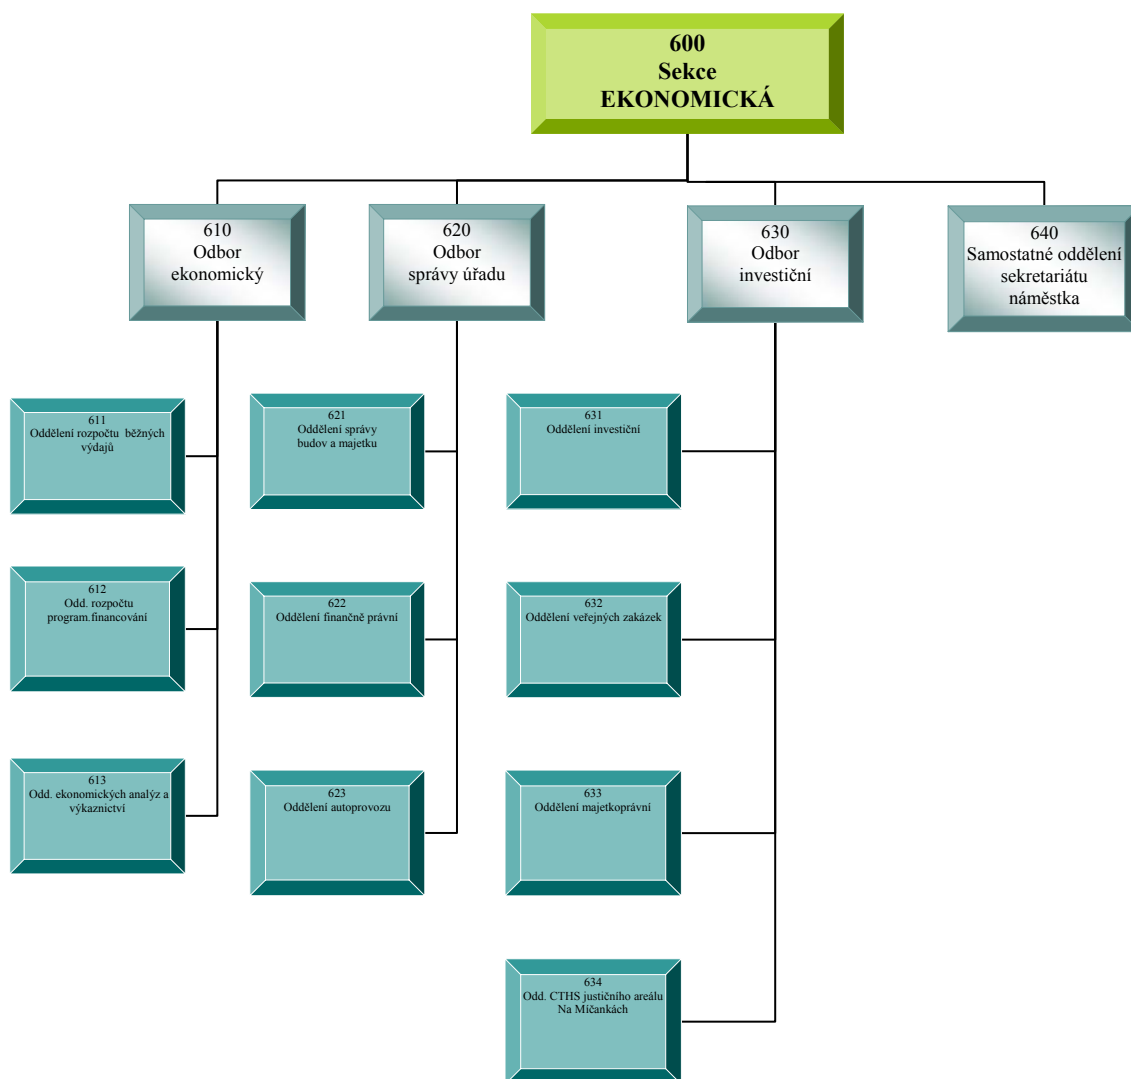 600
Sekce
EKONOMICKÁ
610
Odbor
ekonomický
620
Odbor
správy úřadu
630
Odbor
investiční
640
Samostatné oddělení
sekretariátu
náměstka
611
Oddělení rozpočtu běžných
výdajů
621
Oddělení správy
budov a majetku
631
Oddělení investiční
612
Odd. rozpočtu
program.financování
622
Oddělení finančně právní
632
Oddělení veřejných zakázek
613
Odd. ekonomických analýz a
výkaznictví
623
Oddělení autoprovozu
633
Oddělení majetkoprávní
634
Odd. CTHS justičního areálu
Na Míčankách